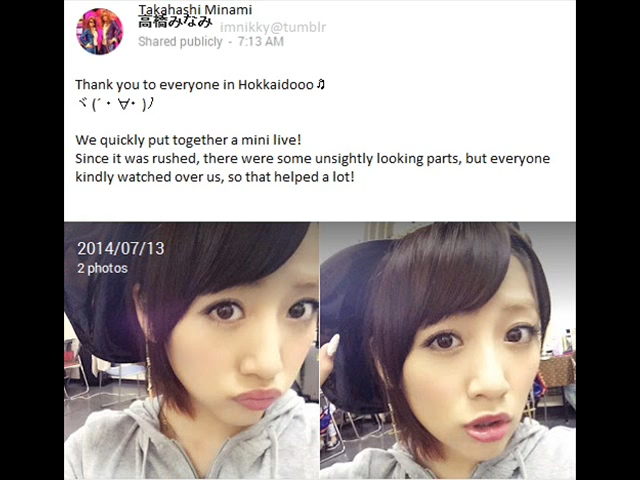 Takahashi Minami
高橋みなみ imnikky@tumblr
Shared publicly - 7:13 AM
Thank you to everyone in Hokkaidooo♫
ヾ(´・∀・)ﾉ
We quickly put together a mini live!
Since it was rushed, there were some unsightly looking parts, but everyone
kindly watched over us, so that helped a lot!
2014/07/13
2 photos